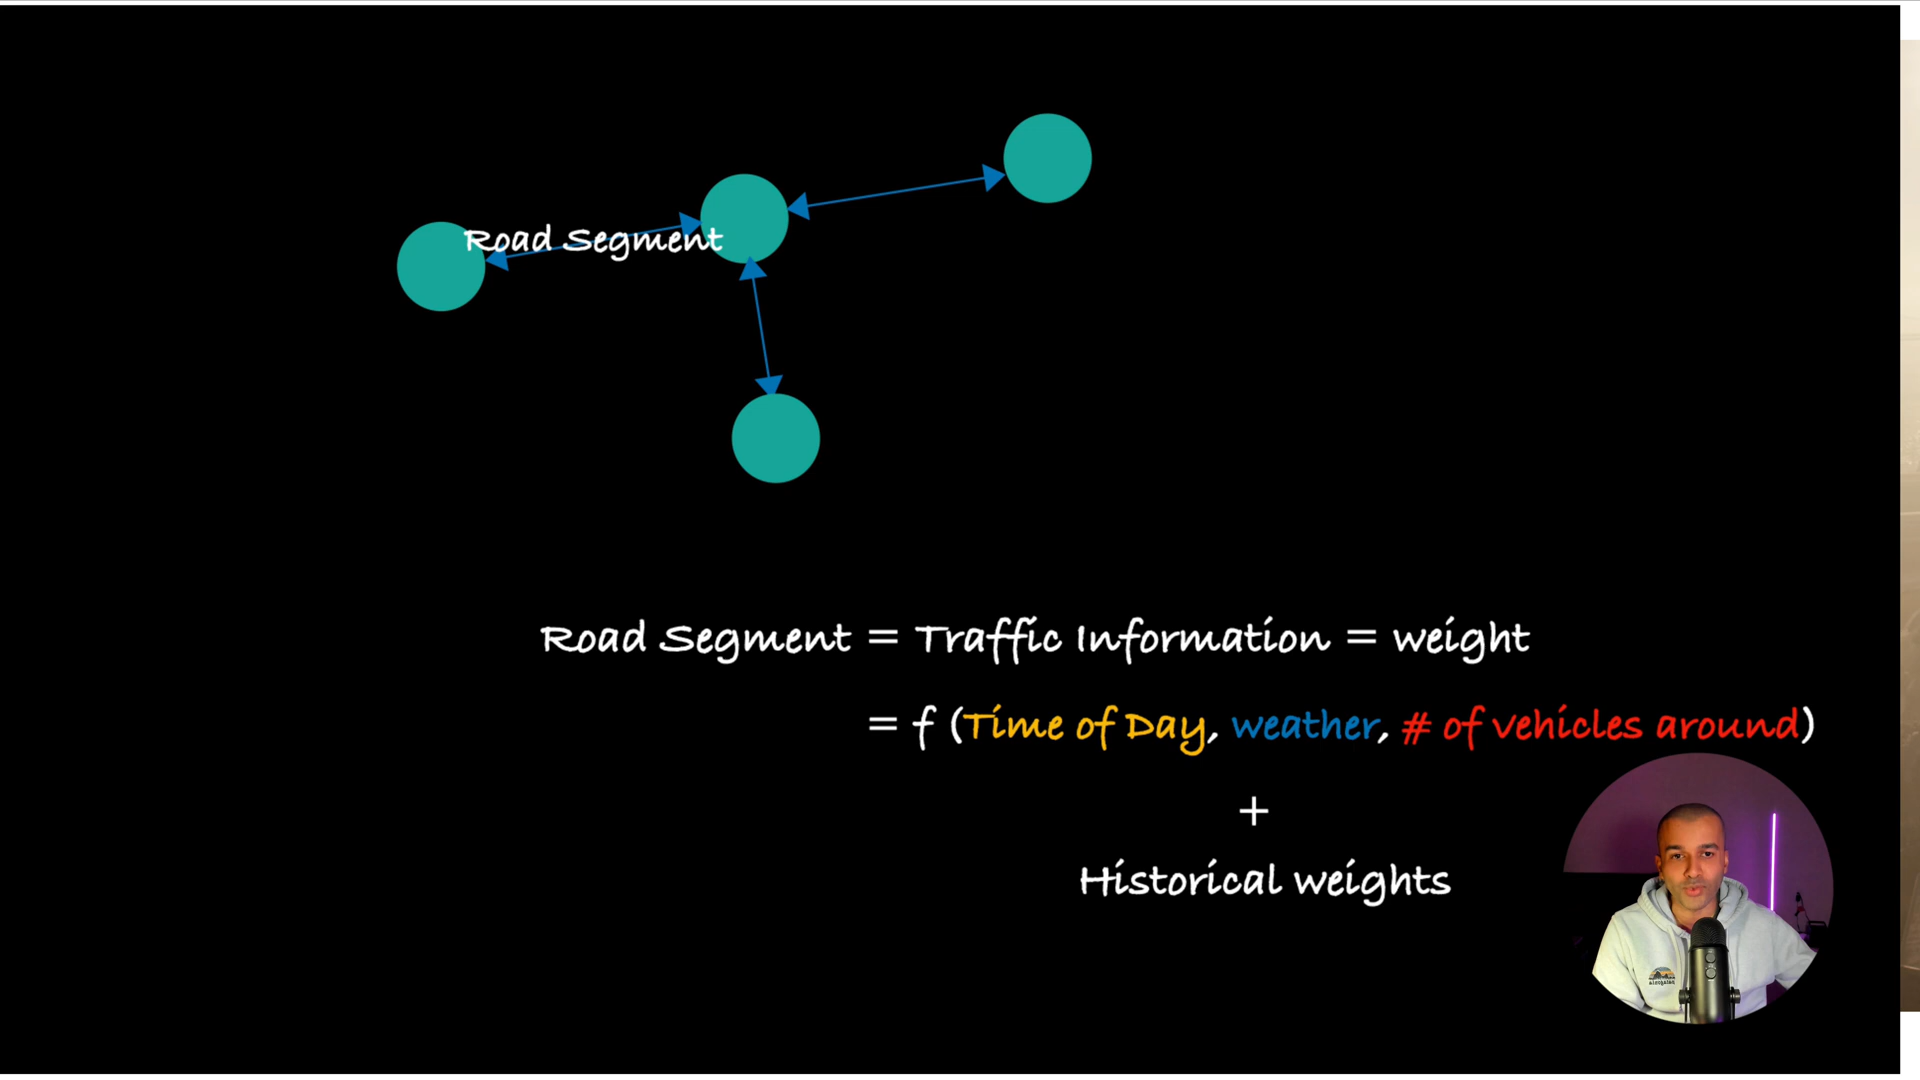 Road Segment
Road Segment = Traffic Information = weight
= f (Time of Day, weather, # of vehicles around)
+
Historical weights